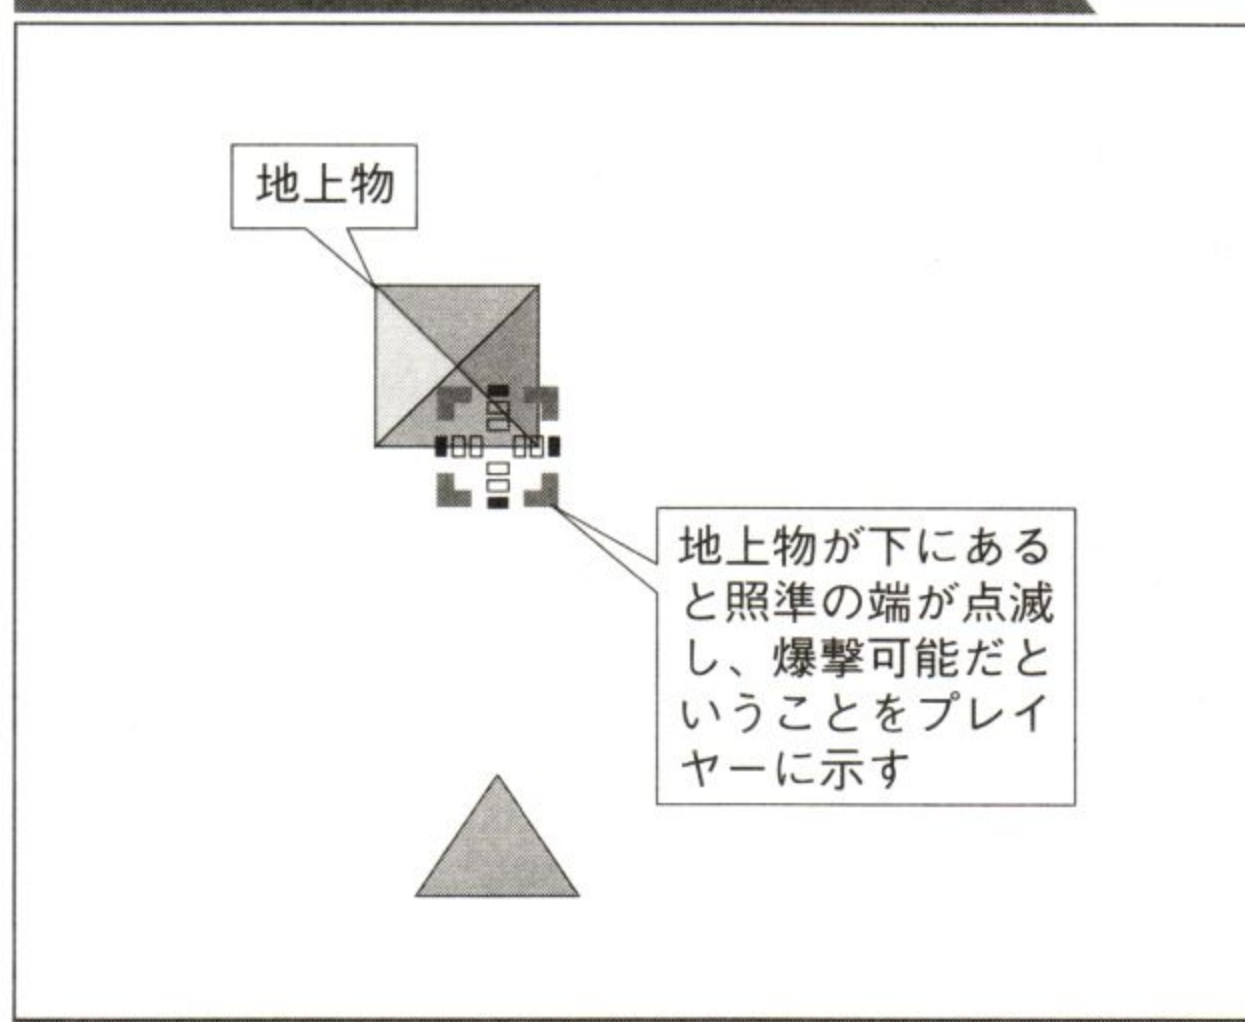 地上物
地上物が下にある
と照準の端が点滅
し、爆撃可能だと
いうことをプレイ
ヤーに示す